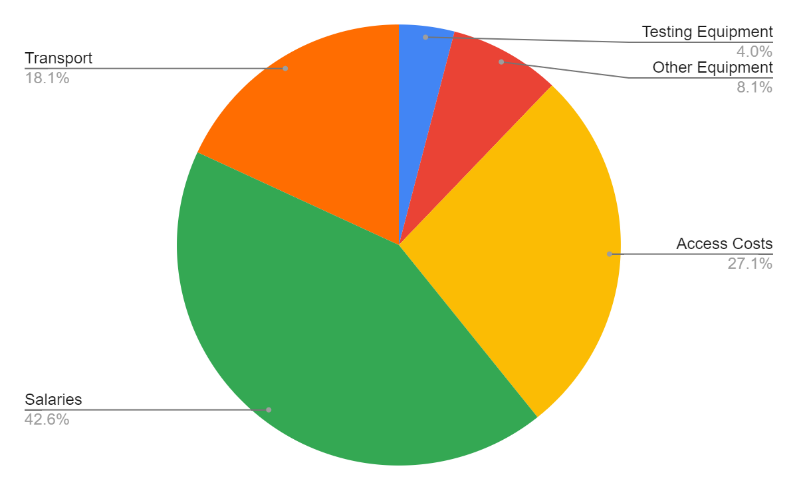 Testing Equipment
4.0%
Other Equipment
8.1%
Transport
18.1%
Access Costs
27.1%
Salaries
42.6%